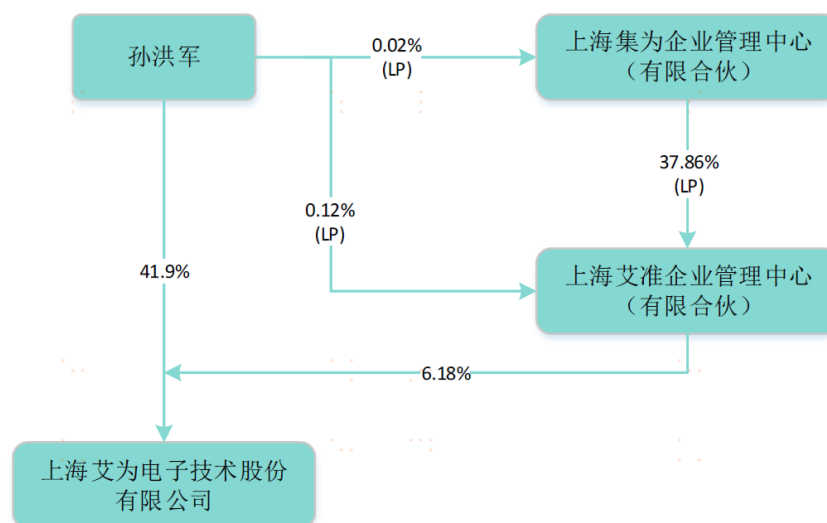 孙洪军
0.02%
(LP)
上海集为企业管理中心
（有限合伙）
37.86%
(LP)
0.12%
(LP)
41.9%
上海艾准企业管理中心
（有限合伙）
6.18%
上海艾为电子技术股份
有限公司